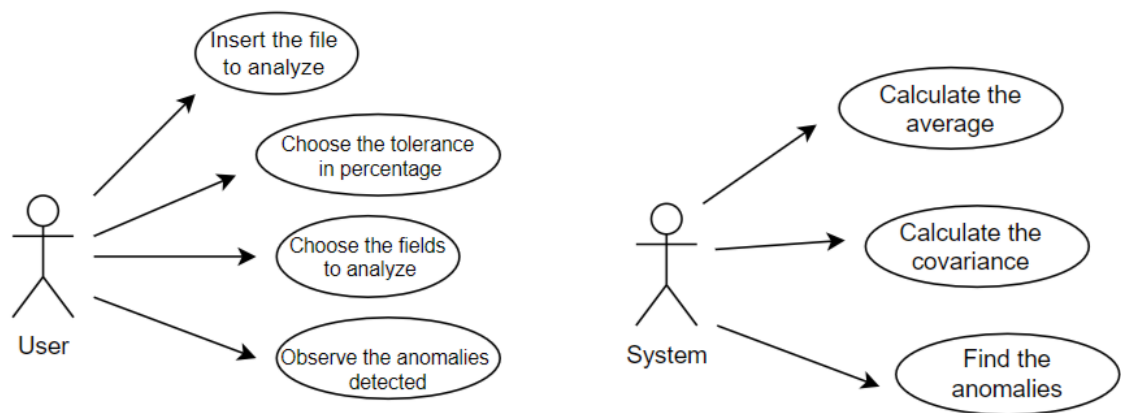 Insert the file
to analyze
Choose the tolerance
in percentage
Choose the fields
to analyze
Observe the anomalies
detected
User
Calculate the
average
Calculate the
covariance
Find the
anomalies
System